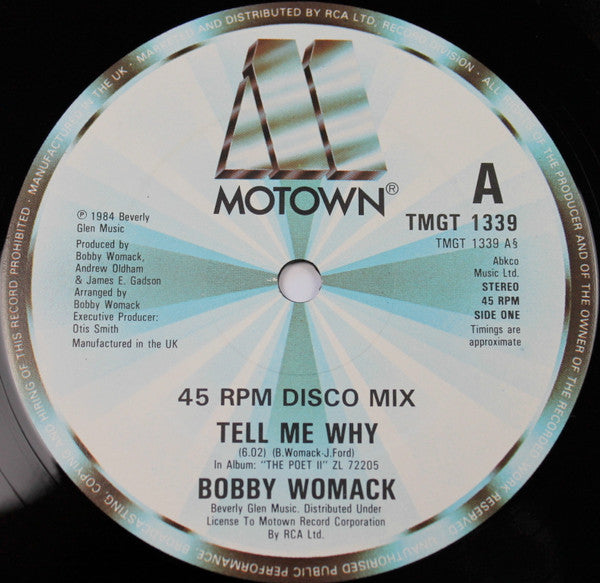 MANUFACTURED IN THE UK · MARKETED AND DISTRIBUTED BY RCA LTD. RECORD DIVISION · ALL RIGHTS OF THE PRODUCER AND OF THE OWNER OF THE RECORDED WORK RESERVED · UNAUTHORISED PUBLIC PERFORMANCE, BROADCASTING, COPYING AND HIRING OF THIS RECORD PROHIBITED ·
MOTOWN®
A
TMGT 1339
TMGT 1339 A§
℗ 1984 Beverly
Glen Music
Produced by
Bobby Womack,
Andrew Oldham
& James E. Gadson
Arranged by
Bobby Womack
Executive Producer:
Otis Smith
Manufactured in the UK
Abkco
Music Ltd.
STEREO
45 RPM
SIDE ONE
Timings are
approximate
45 RPM DISCO MIX
TELL ME WHY
(6.02) (B.Womack-J.Ford)
In Album: "THE POET II" ZL 72205
BOBBY WOMACK
Beverly Glen Music. Distributed Under
License To Motown Record Corporation
By RCA Ltd.